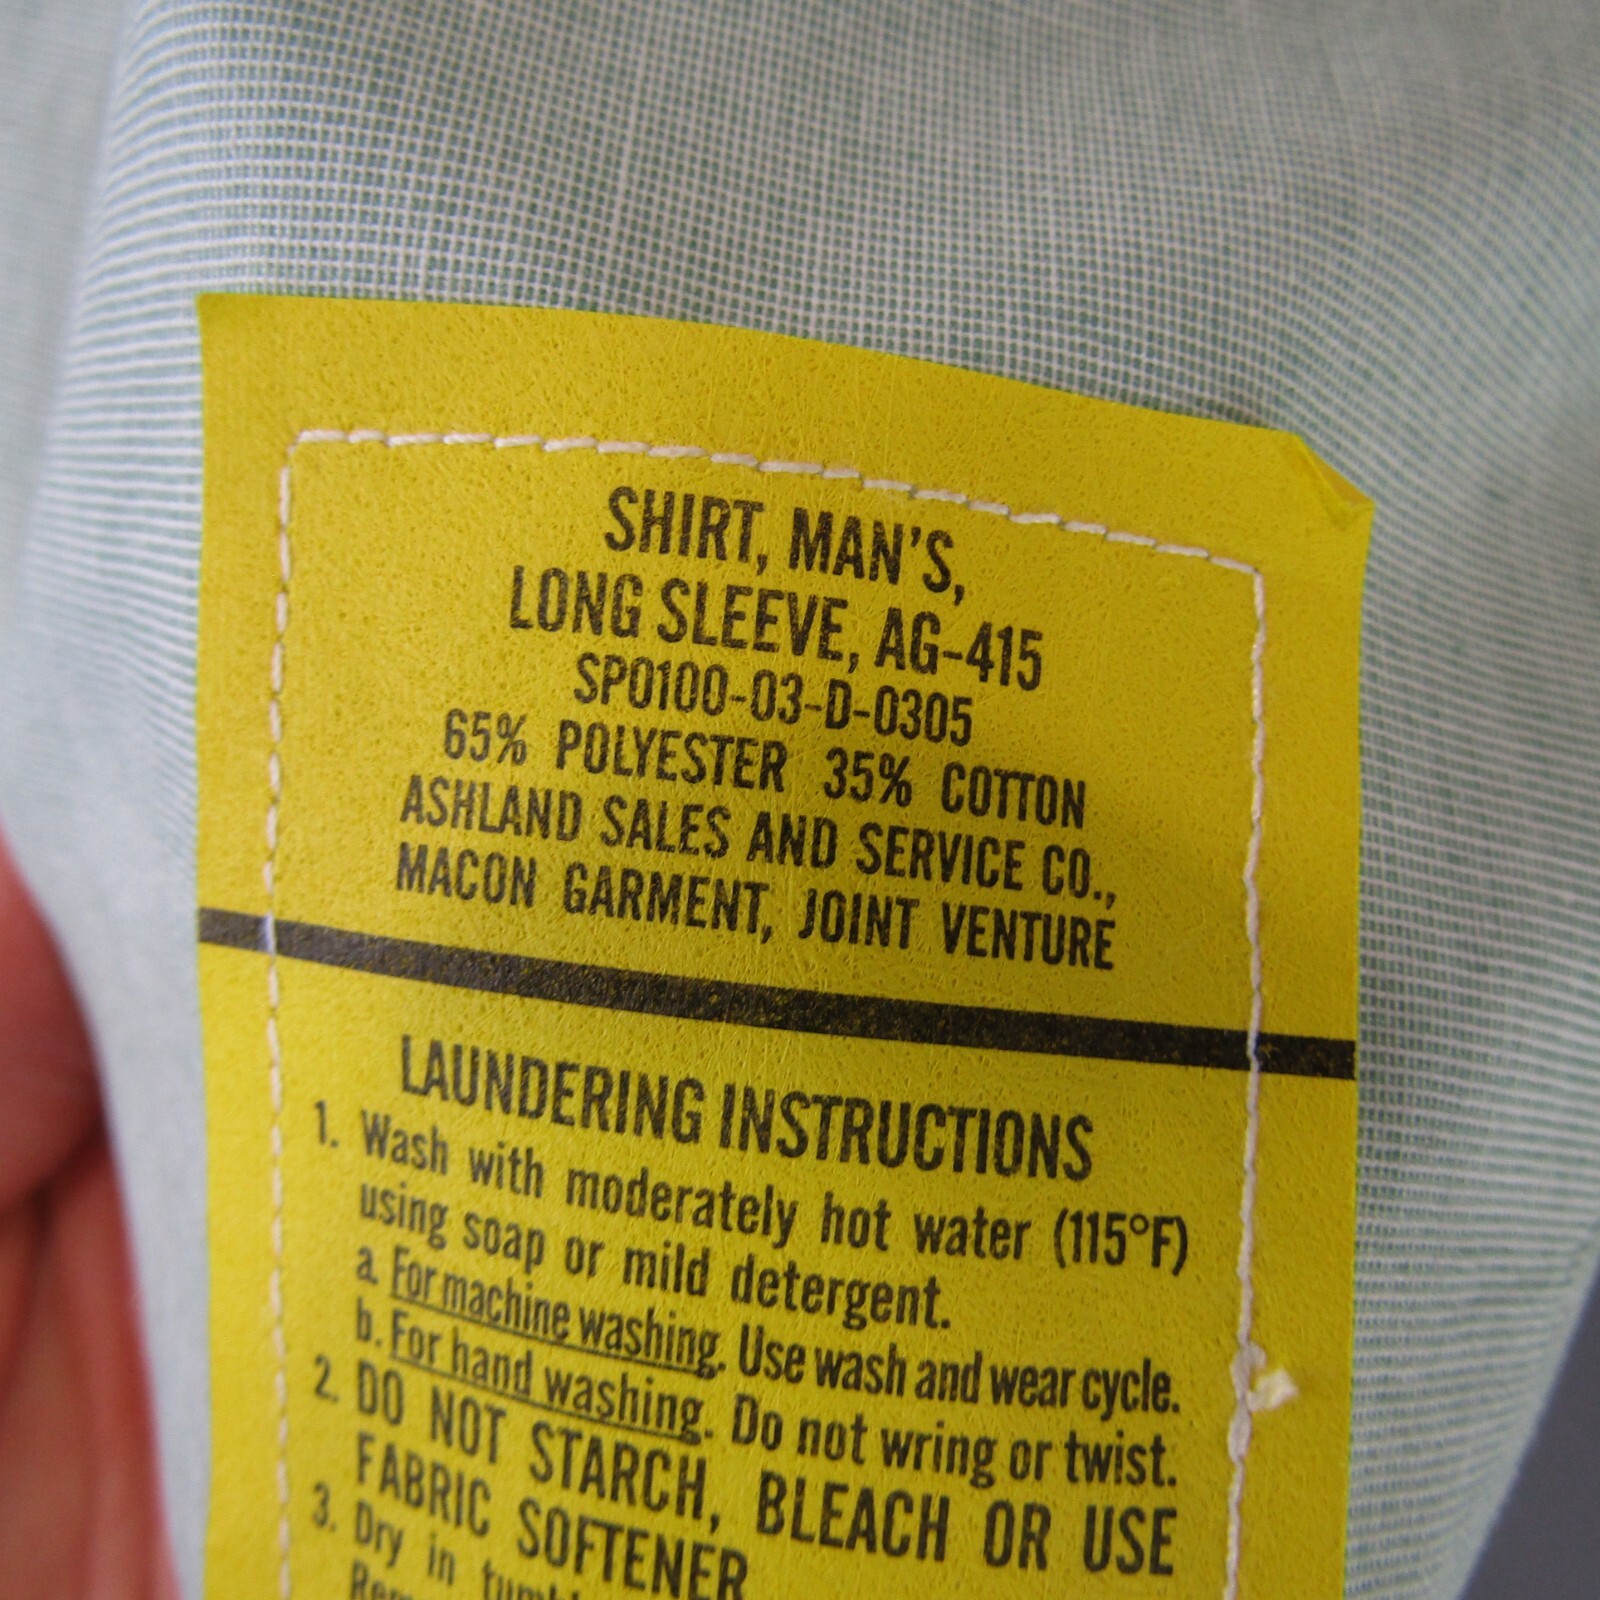 SHIRT, MAN'S,
LONG SLEEVE, AG-415
SP0100-03-D-0305
65% POLYESTER 35% COTTON
ASHLAND SALES AND SERVICE CO.,
MACON GARMENT, JOINT VENTURE
LAUNDERING INSTRUCTIONS
1. Wash with moderately hot water (115°F)
using soap or mild detergent.
a. For machine washing. Use wash and wear cycle.
b. For hand washing. Do not wring or twist.
2. DO NOT STARCH, BLEACH OR USE
FABRIC SOFTENER
3. Dry in